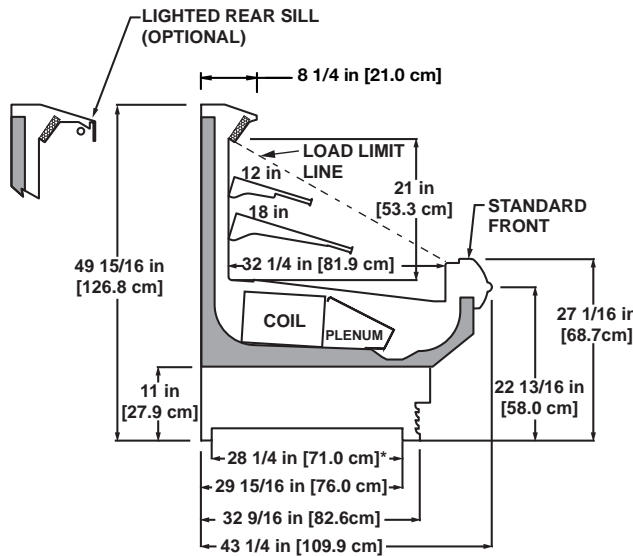 LIGHTED REAR SILL
(OPTIONAL)
8 1/4 in [21.0 cm]
LOAD LIMIT
LINE
12 in
18 in
21 in
[53.3 cm]
STANDARD
FRONT
32 1/4 in [81.9 cm]
49 15/16 in
[126.8 cm]
COIL
PLENUM
27 1/16 in
[68.7cm]
22 13/16 in
[58.0 cm]
11 in
[27.9 cm]
28 1/4 in [71.0 cm]*
29 15/16 in [76.0 cm]
32 9/16 in [82.6cm]
43 1/4 in [109.9 cm]